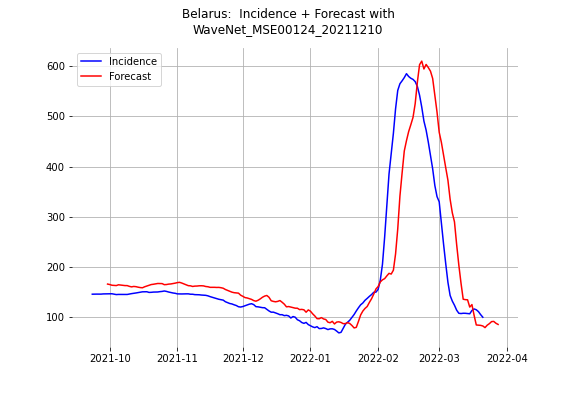 Belarus:  Incidence + Forecast with
WaveNet_MSE00124_20211210
Incidence
Forecast
600
500
400
300
200
100
2021-10 2021-11 2021-12 2022-01 2022-02 2022-03 2022-04